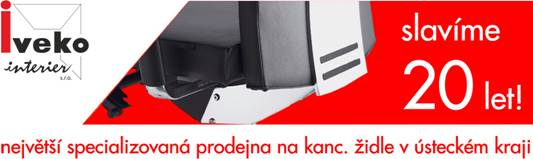 iveko
interier
s.r.o.
slavíme
20 let!
největší specializovaná prodejna na kanc. židle v ústeckém kraji